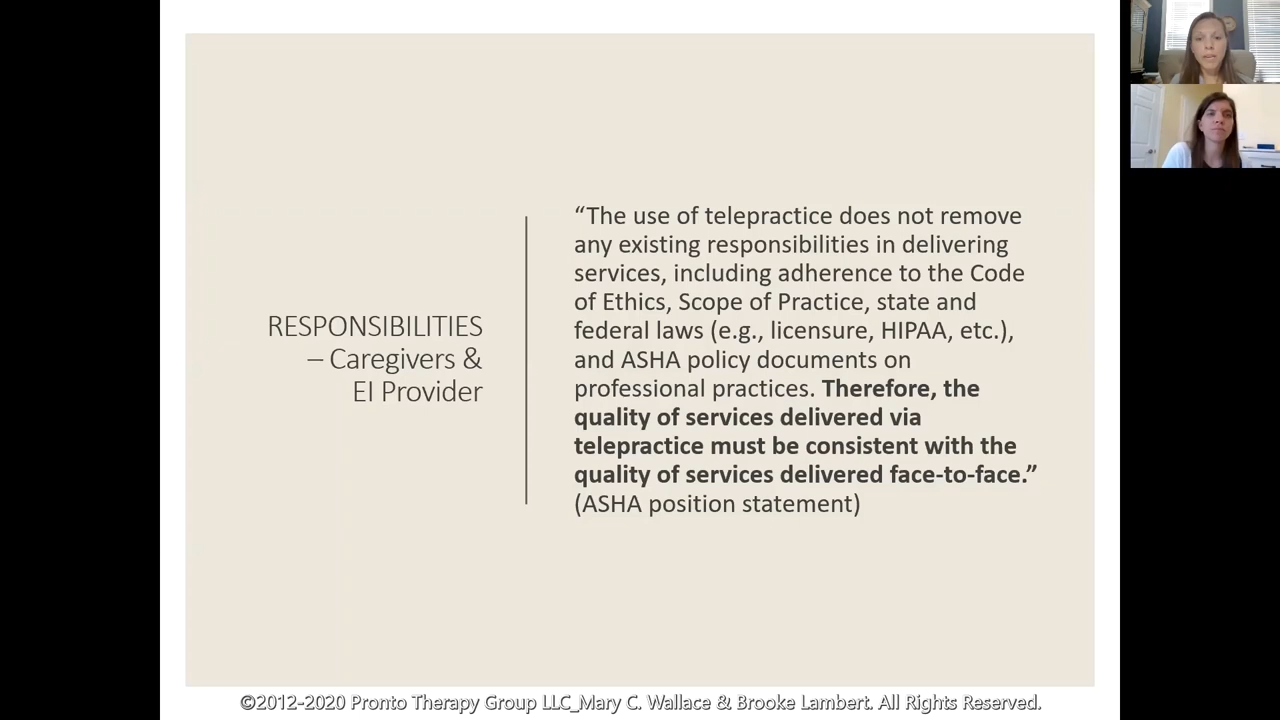 RESPONSIBILITIES
– Caregivers &
EI Provider
“The use of telepractice does not remove
any existing responsibilities in delivering
services, including adherence to the Code
of Ethics, Scope of Practice, state and
federal laws (e.g., licensure, HIPAA, etc.),
and ASHA policy documents on
professional practices. Therefore, the
quality of services delivered via
telepractice must be consistent with the
quality of services delivered face-to-face.”
(ASHA position statement)
©2012-2020 Pronto Therapy Group LLC_Mary C. Wallace & Brooke Lambert. All Rights Reserved.